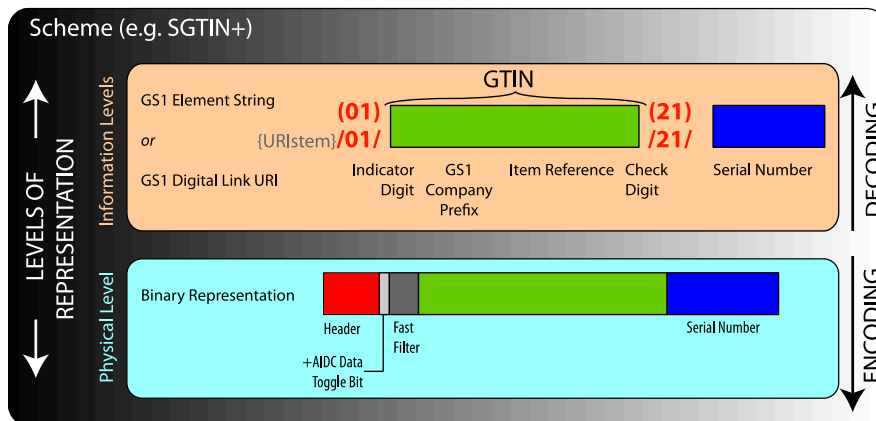 Scheme (e.g. SGTIN+)
LEVELS OF
REPRESENTATION
Information Levels
GS1 Element String
or
GS1 Digital Link URI
GTIN
(01)
(21)
{URIstem}/01/
/21/
Indicator
Digit
GS1
Company
Prefix
Item Reference
Check
Digit
Serial Number
DECODING
Physical Level
Binary Representation
Header
+AIDC Data
Toggle Bit
Fast
Filter
Serial Number
ENCODING